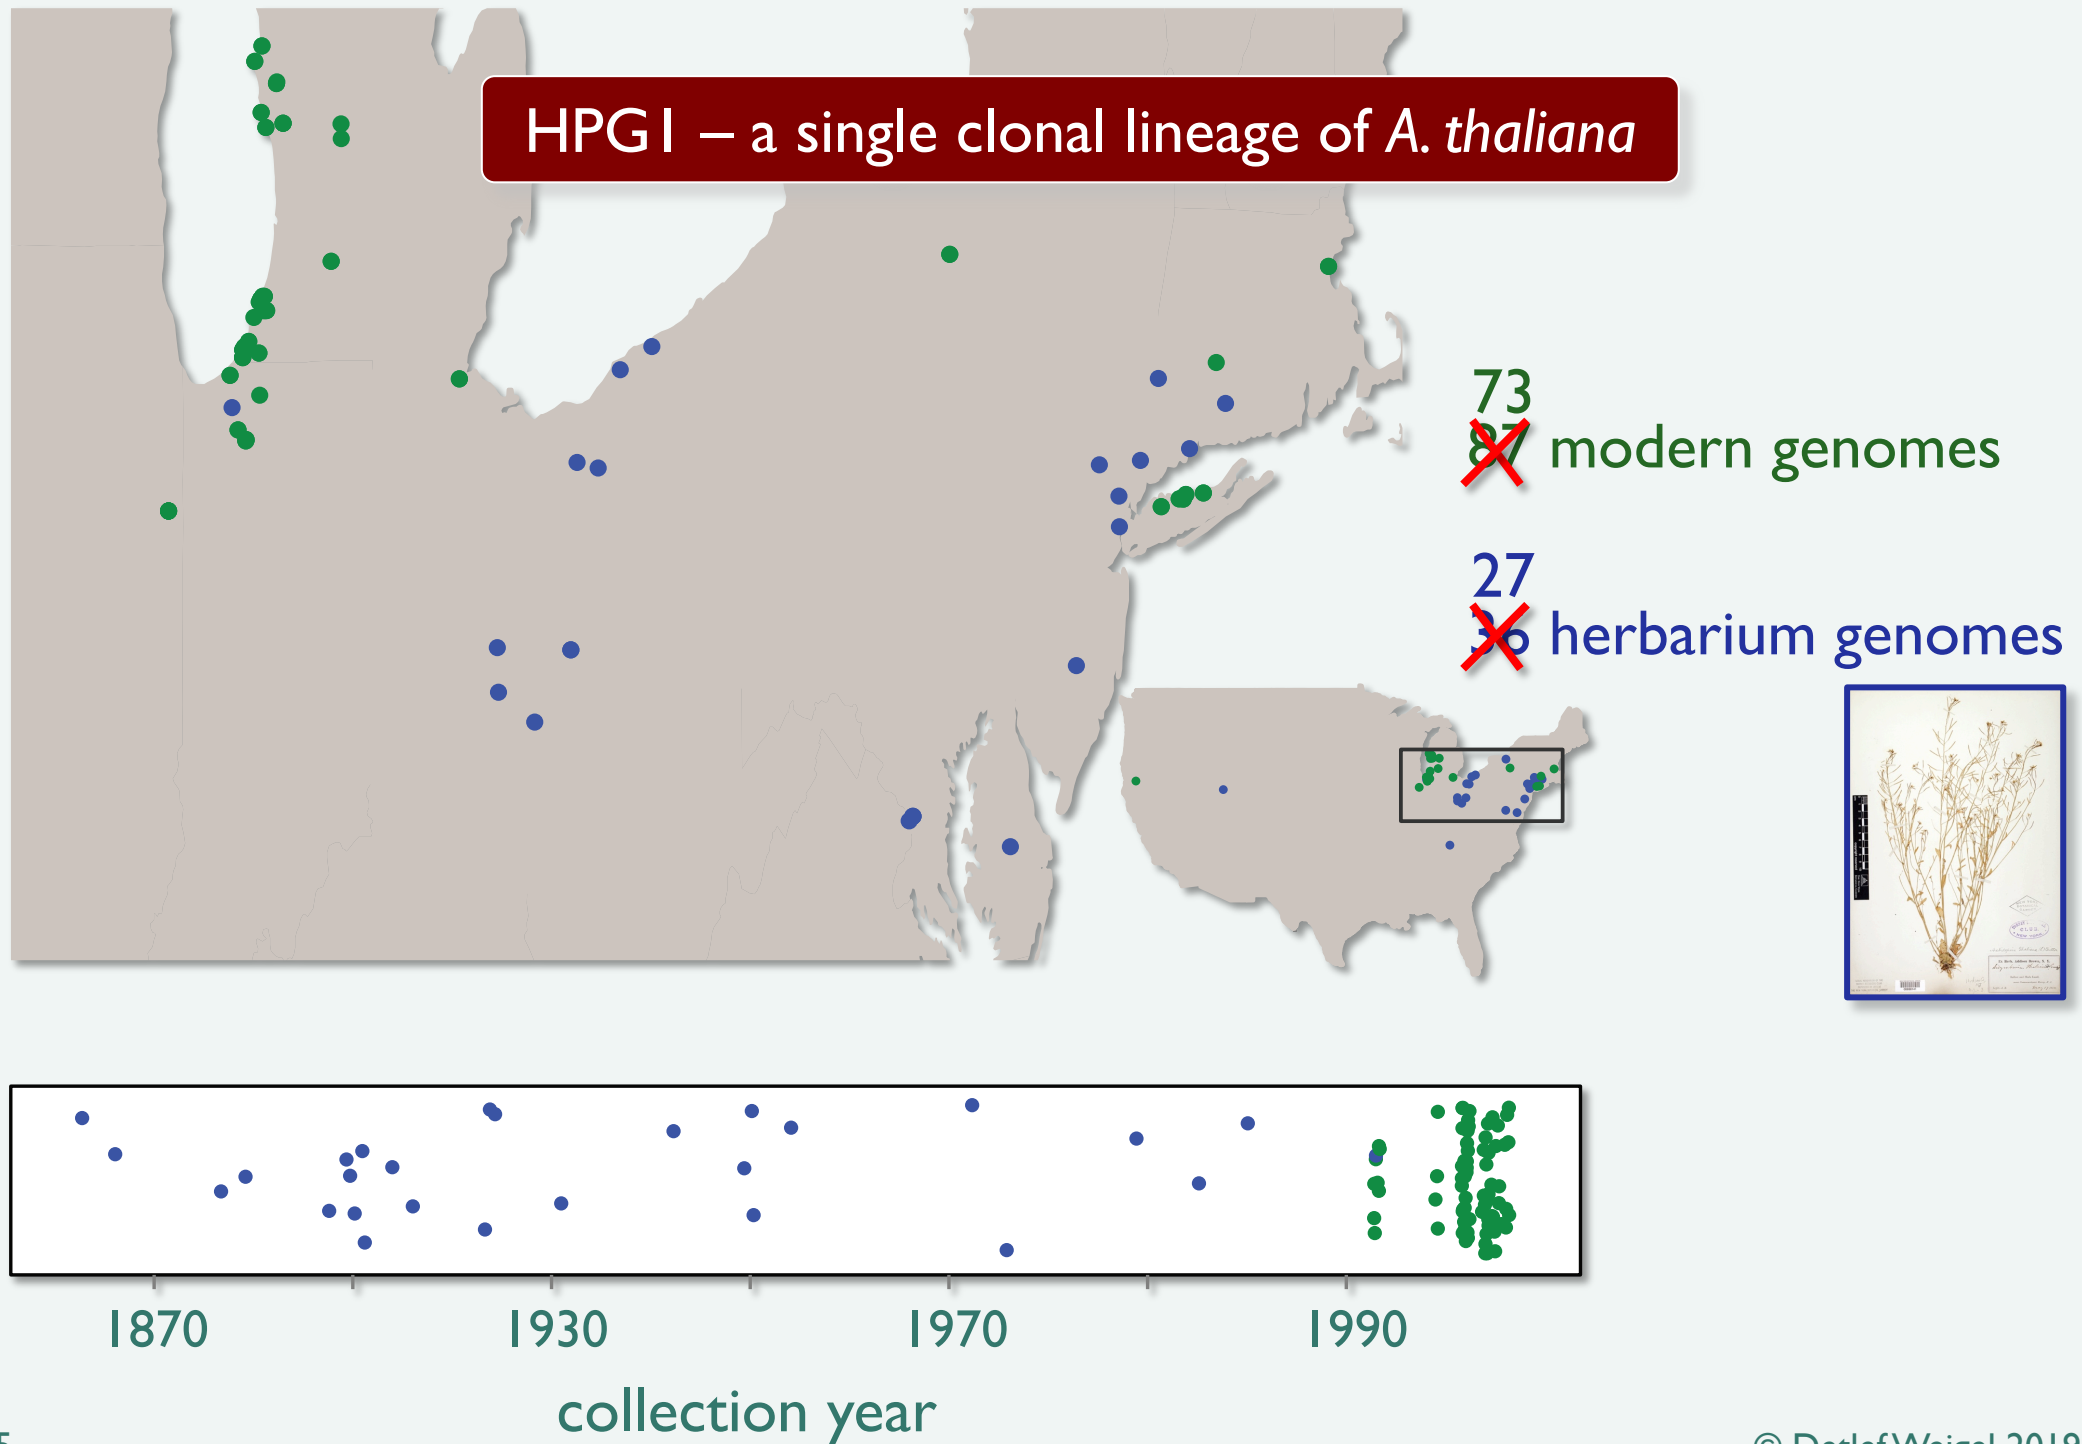 HPG1 – a single clonal lineage of A. thaliana
73
87 modern genomes
27
36 herbarium genomes
1870 1930 1970 1990
collection year